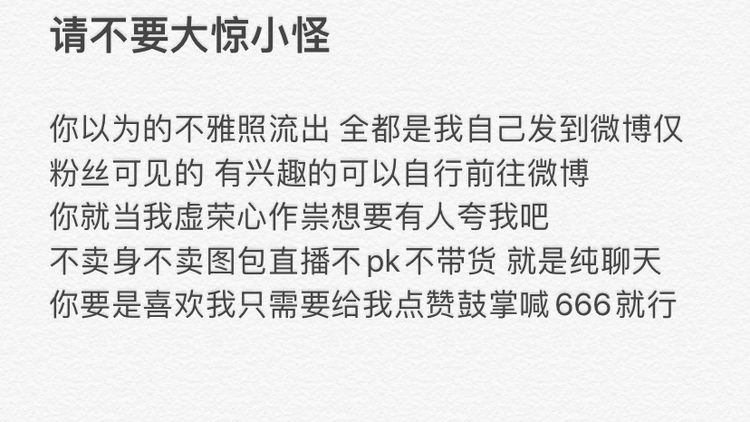 请不要大惊小怪
你以为的不雅照流出 全都是我自己发到微博仅
粉丝可见的 有兴趣的可以自行前往微博
你就当我虚荣心作祟想要有人夸我吧
不卖身不卖图包直播不pk不带货 就是纯聊天
你要是喜欢我只需要给我点赞鼓掌喊666就行